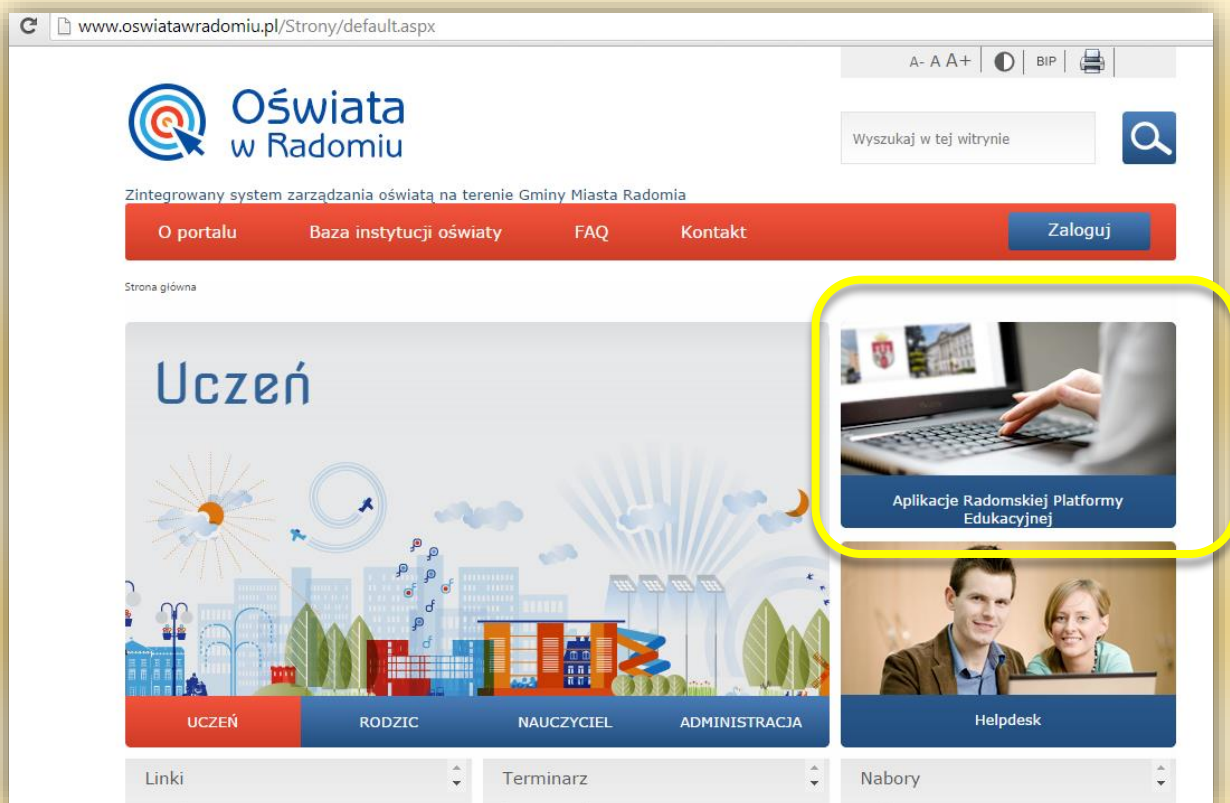 www.oswiatawradomiu.pl/Strony/default.aspx
A- A A+ BIP
Oświata
w Radomiu
Wyszukaj w tej witrynie
Zintegrowany system zarządzania oświatą na terenie Gminy Miasta Radomia
O portalu Baza instytucji oświaty FAQ Kontakt Zaloguj
Strona główna
Uczeń
Aplikacje Radomskiej Platformy
Edukacyjnej
UCZEŃ RODZIC NAUCZYCIEL ADMINISTRACJA
Helpdesk
Linki Terminarz Nabory